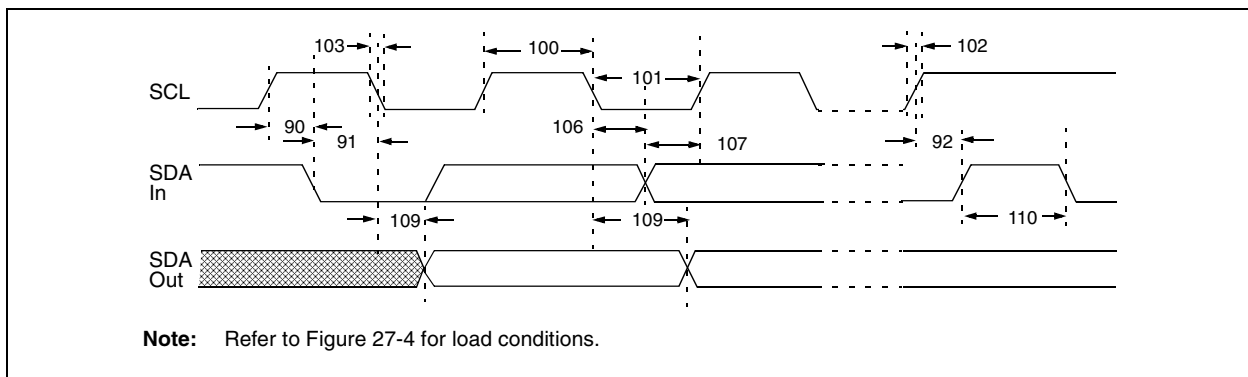 103
100
102
101
SCL
90
106
91
107
92
SDA
In
109
109
110
SDA
Out
Note: Refer to Figure 27-4 for load conditions.